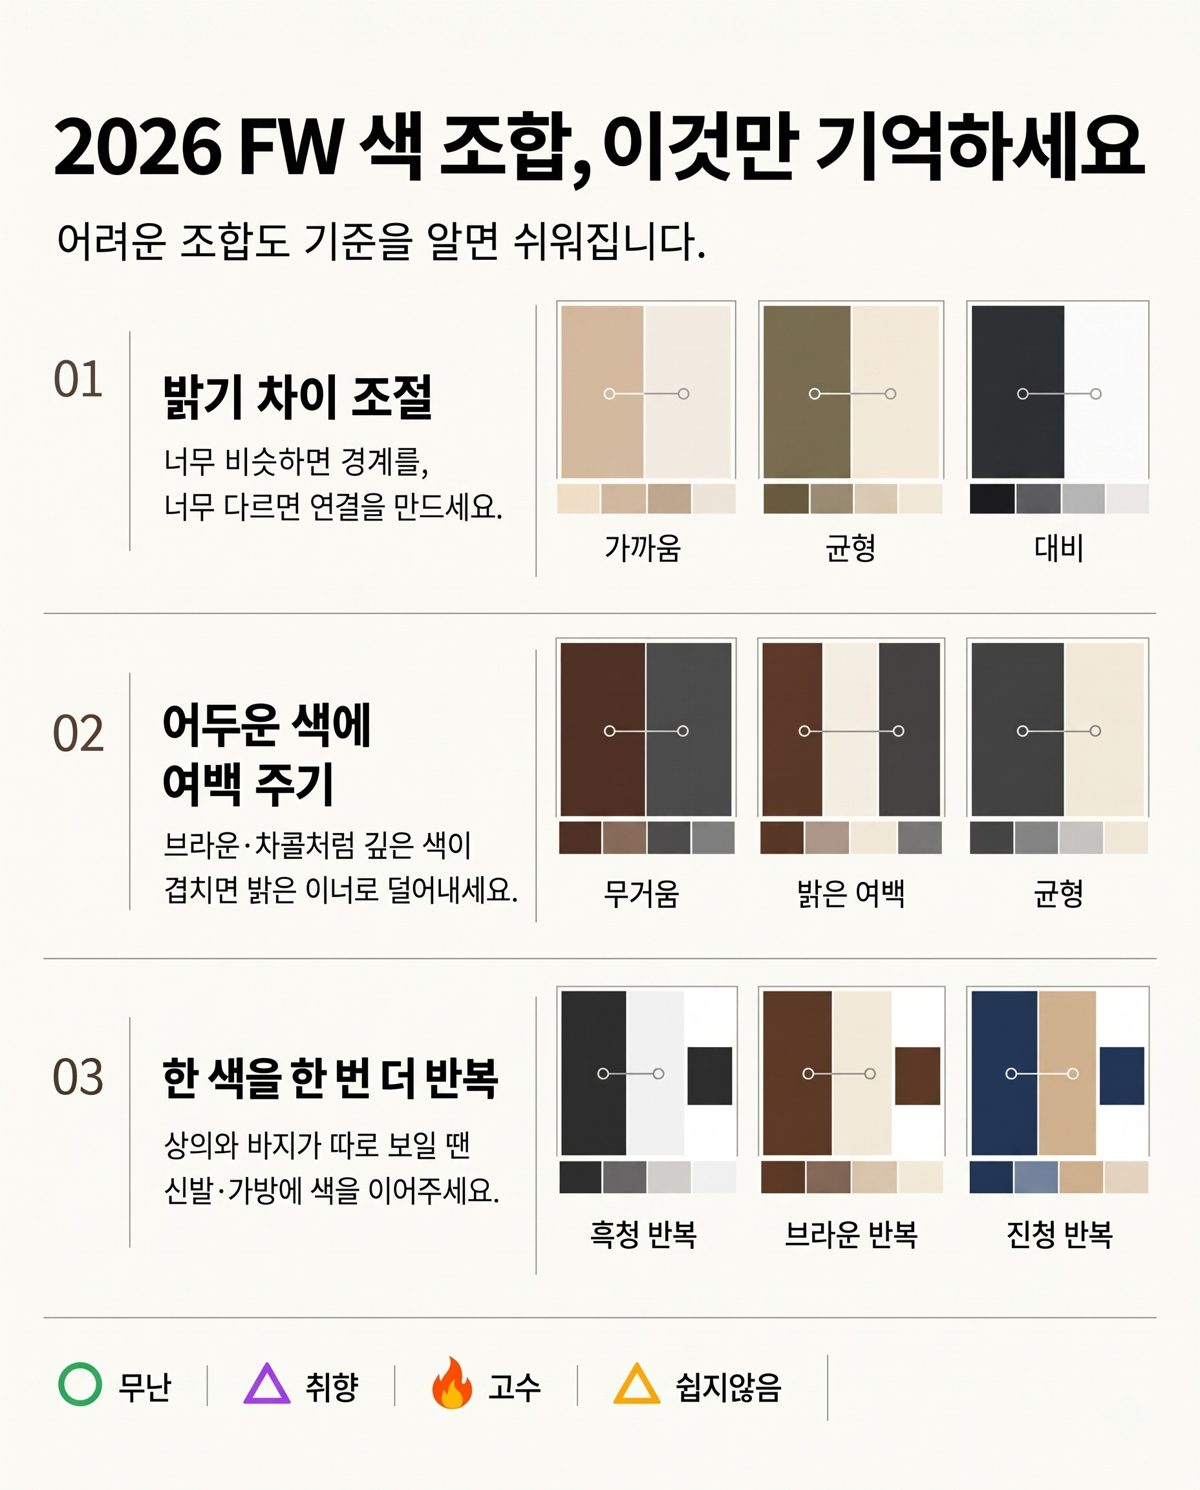 2026 FW 색 조합, 이것만 기억하세요
어려운 조합도 기준을 알면 쉬워집니다.
01
밝기 차이 조절
너무 비슷하면 경계를,
너무 다르면 연결을 만드세요.
가까움
균형
대비
02
어두운 색에
여백 주기
브라운·차콜처럼 깊은 색이
겹치면 밝은 이너로 덜어내세요.
무거움
밝은 여백
균형
03
한 색을 한 번 더 반복
상의와 바지가 따로 보일 땐
신발·가방에 색을 이어주세요.
흑청 반복
브라운 반복
진청 반복
무난
취향
고수
쉽지않음